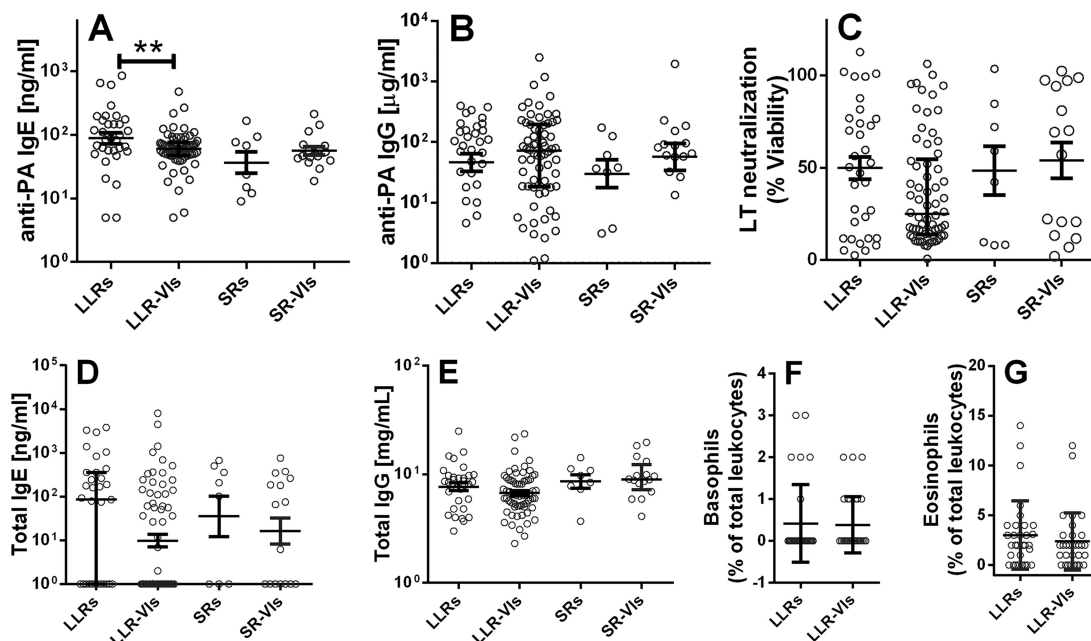 A
anti-PA IgE [ng/ml]
10³
10²
10¹
10⁰
**
LLRs
LLR-VIs
SRs
SR-VIs
B
anti-PA IgG [μg/ml]
10⁴
10³
10²
10¹
10⁰
LLRs
LLR-VIs
SRs
SR-VIs
C
LT neutralization
(% Viability)
100
50
0
LLRs
LLR-VIs
SRs
SR-VIs
D
Total IgE [ng/ml]
10⁵
10⁴
10³
10²
10¹
10⁰
LLRs
LLR-VIs
SRs
SR-VIs
E
Total IgG [mg/mL]
10²
10¹
10⁰
LLRs
LLR-VIs
SRs
SR-VIs
F
Basophils
(% of total leukocytes)
4
3
2
1
0
-1
LLRs
LLR-VIs
G
Eosinophils
(% of total leukocytes)
20
15
10
5
0
LLRs
LLR-VIs